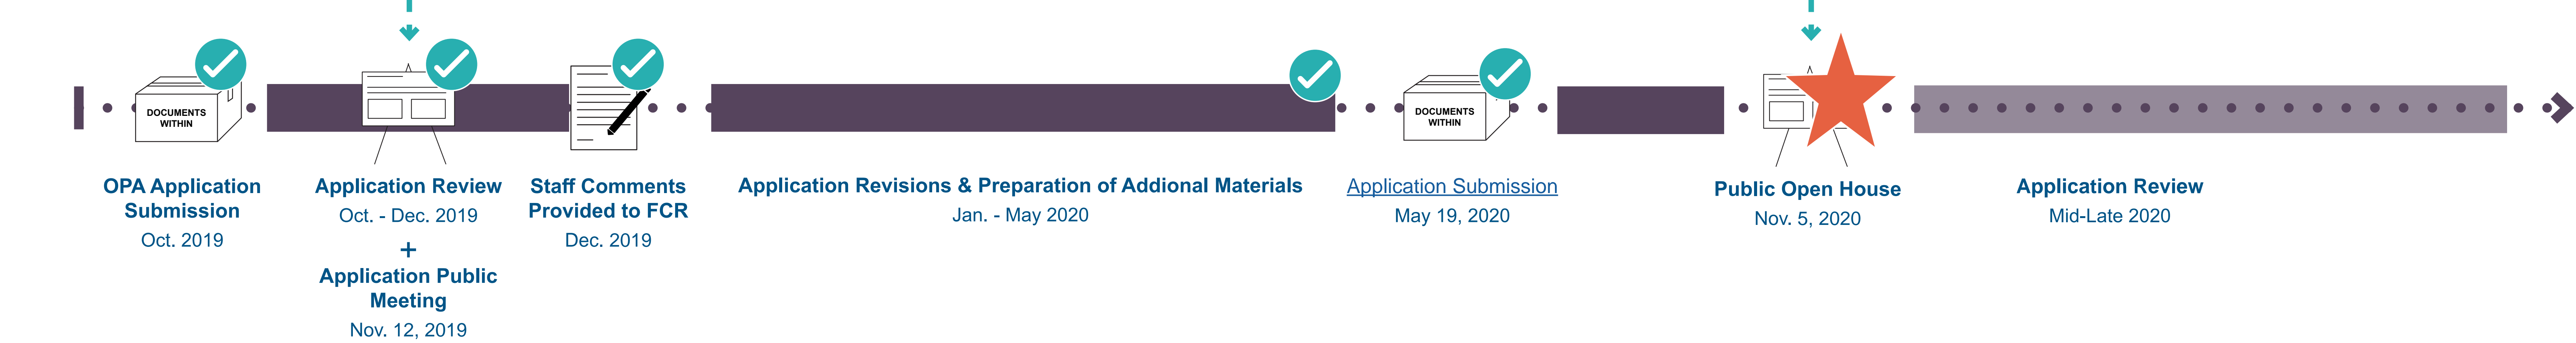 DOCUMENTS
WITHIN
OPA Application
Submission
Oct. 2019
Application Review
Oct. - Dec. 2019
+
Application Public
Meeting
Nov. 12, 2019
Staff Comments
Provided to FCR
Dec. 2019
Application Revisions & Preparation of Addional Materials
Jan. - May 2020
DOCUMENTS
WITHIN
Application Submission
May 19, 2020
Public Open House
Nov. 5, 2020
Application Review
Mid-Late 2020